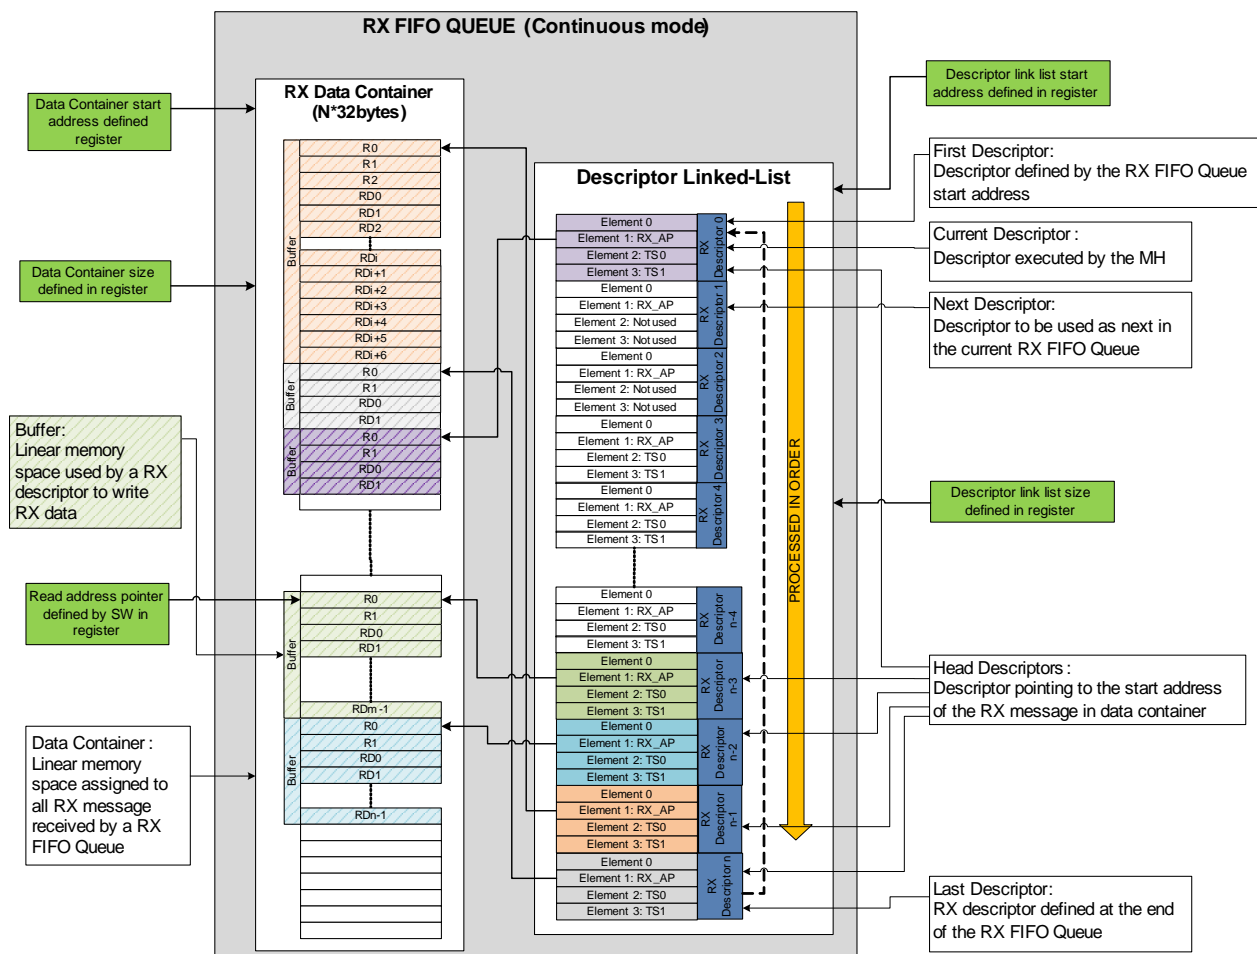 RX FIFO QUEUE (Continuous mode)
Data Container start
address defined
register
Data Container size
defined in register
Buffer:
Linear memory
space used by a RX
descriptor to write
RX data
Read address pointer
defined by SW in
register
Data Container :
Linear memory
space assigned to
all RX message
received by a RX
FIFO Queue
RX Data Container
(N*32bytes)
Buffer
R0
R1
R2
RD0
RD1
RD2
RDi
RDi+1
RDi+2
RDi+3
RDi+4
RDi+5
RDi+6
Buffer
R0
R1
RD0
RD1
Buffer
R0
R1
RD0
RD1
Buffer
R0
R1
RD0
RD1
RDm-1
Buffer
R0
R1
RD0
RD1
RDn-1
Descriptor Linked-List
Element 0
Element 1: RX_AP
Element 2: TS0
Element 3: TS1
RX
Descriptor 0
Element 0
Element 1: RX_AP
Element 2: Not used
Element 3: Not used
RX
Descriptor 1
Element 0
Element 1: RX_AP
Element 2: Not used
Element 3: Not used
RX
Descriptor 2
Element 0
Element 1: RX_AP
Element 2: TS0
Element 3: TS1
RX
Descriptor 3
Element 0
Element 1: RX_AP
Element 2: TS0
Element 3: TS1
RX
Descriptor 4
Element 0
Element 1: RX_AP
Element 2: TS0
Element 3: TS1
RX
Descriptor
n-4
Element 0
Element 1: RX_AP
Element 2: TS0
Element 3: TS1
RX
Descriptor
n-3
Element 0
Element 1: RX_AP
Element 2: TS0
Element 3: TS1
RX
Descriptor
n-2
Element 0
Element 1: RX_AP
Element 2: TS0
Element 3: TS1
RX
Descriptor
n-1
Element 0
Element 1: RX_AP
Element 2: TS0
Element 3: TS1
RX
Descriptor n
PROCESSED IN ORDER
Descriptor link list start
address defined in register
First Descriptor:
Descriptor defined by the RX FIFO Queue
start address
Current Descriptor :
Descriptor executed by the MH
Next Descriptor:
Descriptor to be used as next in
the current RX FIFO Queue
Descriptor link list size
defined in register
Head Descriptors :
Descriptor pointing to the start address
of the RX message in data container
Last Descriptor:
RX descriptor defined at the end
of the RX FIFO Queue